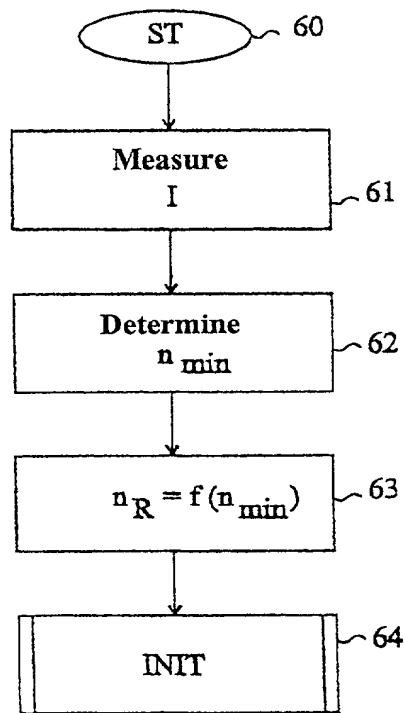 ST
60
Measure
I
61
Determine
n min
62
n R = f (n min)
63
INIT
64